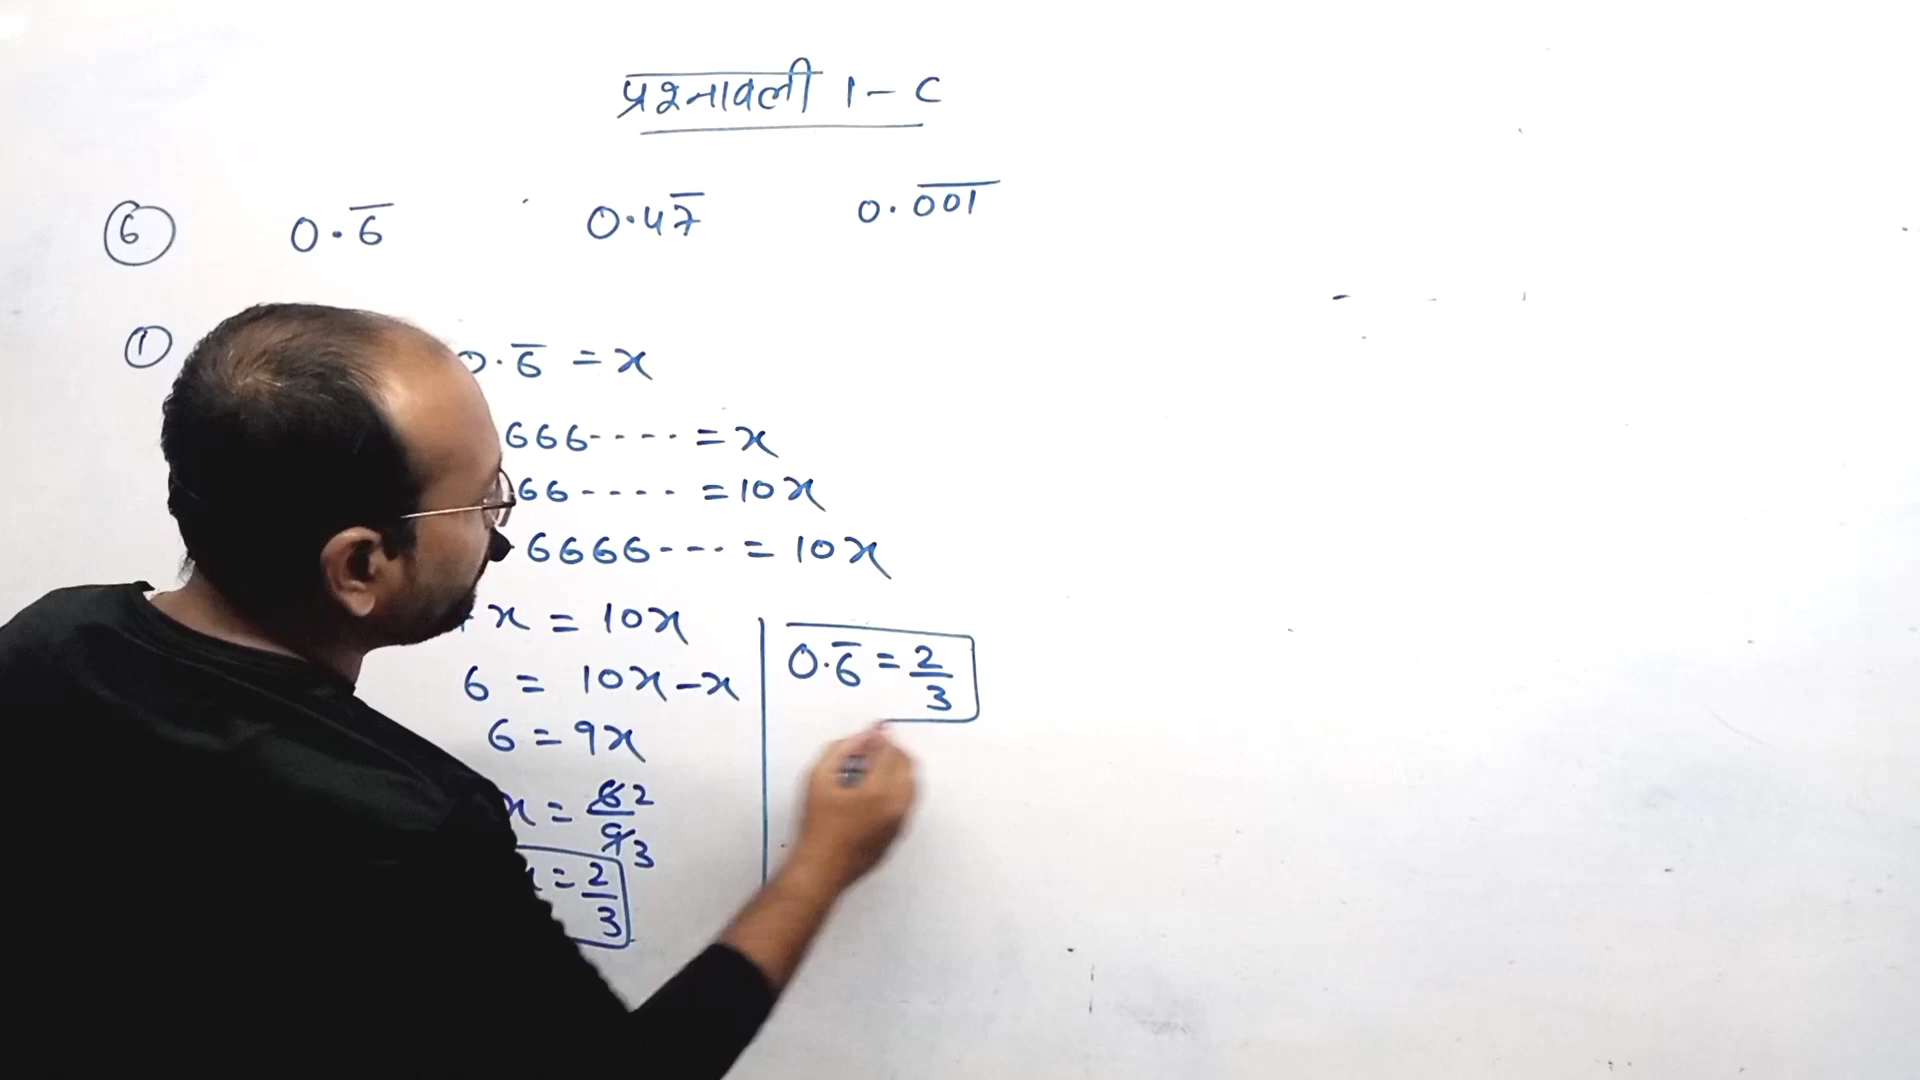 प्रश्नावली 1-C
⑥ 0.6̅ 0.47̅ 0.0̅0̅1̅
① 0.6̅ = x
666---- = x
66---- = 10x
.6666--- = 10x
x = 10x
6 = 10x-x
6 = 9x
x = 6/9 2/3
= 2/3
0.6̅ = 2/3